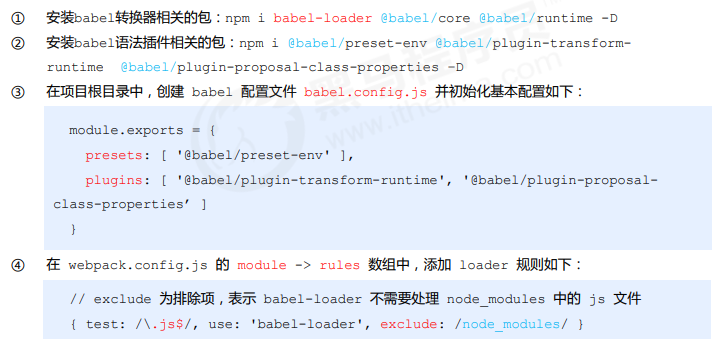 ① 安装babel转换器相关的包：npm i babel-loader @babel/core @babel/runtime -D
② 安装babel语法插件相关的包：npm i @babel/preset-env @babel/plugin-transform-
runtime @babel/plugin-proposal-class-properties –D
③ 在项目根目录中，创建 babel 配置文件 babel.config.js 并初始化基本配置如下：
module.exports = {
presets: [ '@babel/preset-env' ],
plugins: [ '@babel/plugin-transform-runtime', '@babel/plugin-proposal-
class-properties’ ]
}
④ 在 webpack.config.js 的 module -> rules 数组中，添加 loader 规则如下：
// exclude 为排除项，表示 babel-loader 不需要处理 node_modules 中的 js 文件
{ test: /\.js$/, use: 'babel-loader', exclude: /node_modules/ }